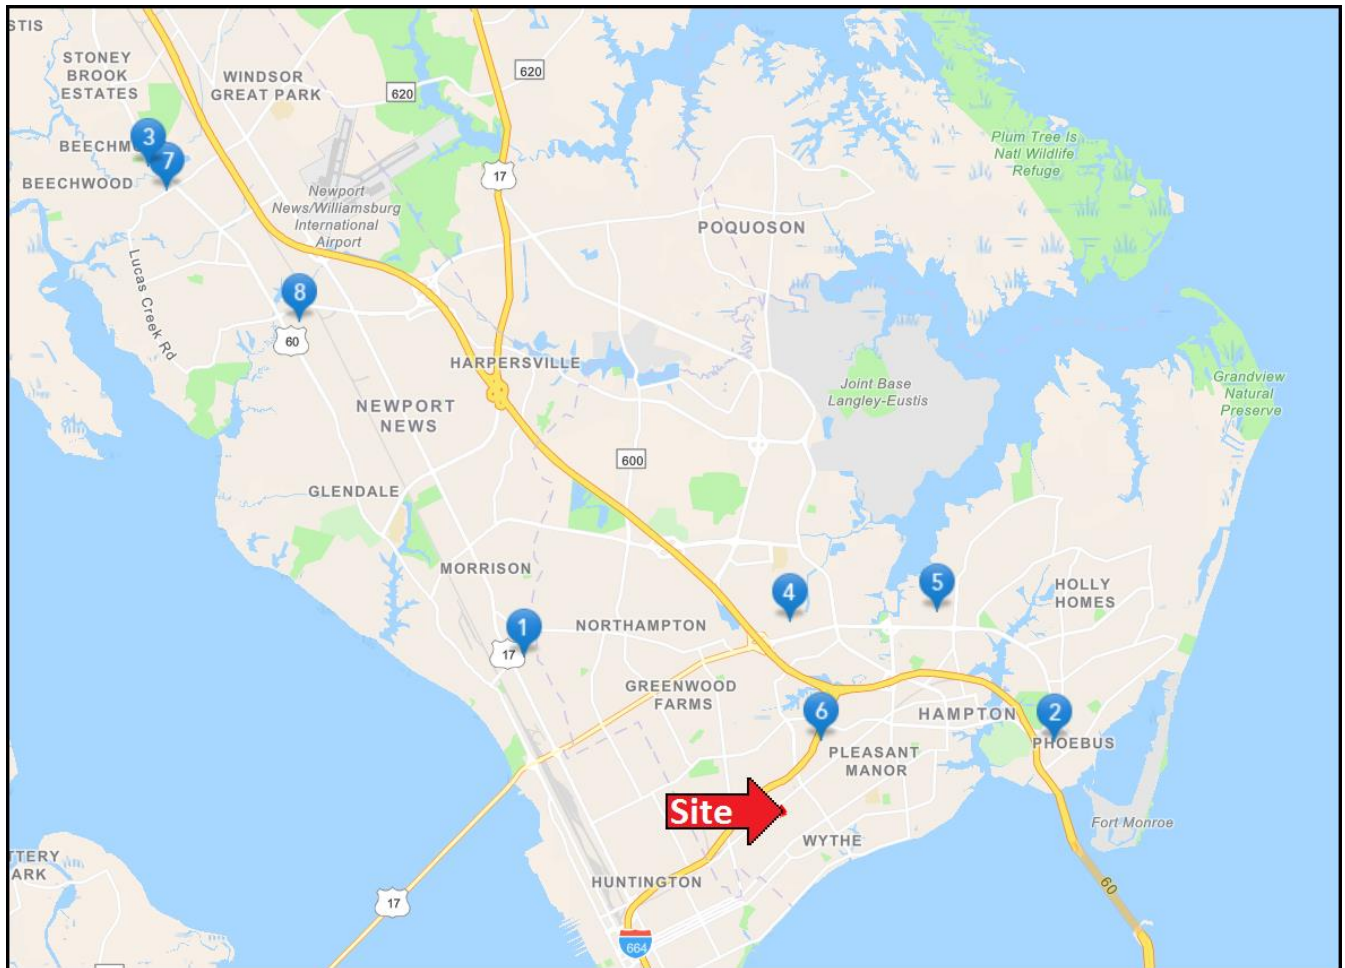 STIS
STONEY
BROOK
ESTATES
WINDSOR
GREAT PARK
620
620
3
BEECHM
7
BEECHWOOD
17
Plum Tree Is
Natl Wildlife
Refuge
Newport
News/Williamsburg
International
Airport
POQUOSON
Lucas Creek Rd
8
60
HARPERSVILLE
Joint Base
Langley-Eustis
Grandview
Natural
Preserve
NEWPORT
NEWS
600
GLENDALE
MORRISON
4
5
HOLLY
HOMES
1
17
NORTHAMPTON
GREENWOOD
FARMS
6
HAMPTON
2
PHOEBUS
PLEASANT
MANOR
Site
WYTHE
Fort Monroe
TTERY
ARK
HUNTINGTON
17
60
664